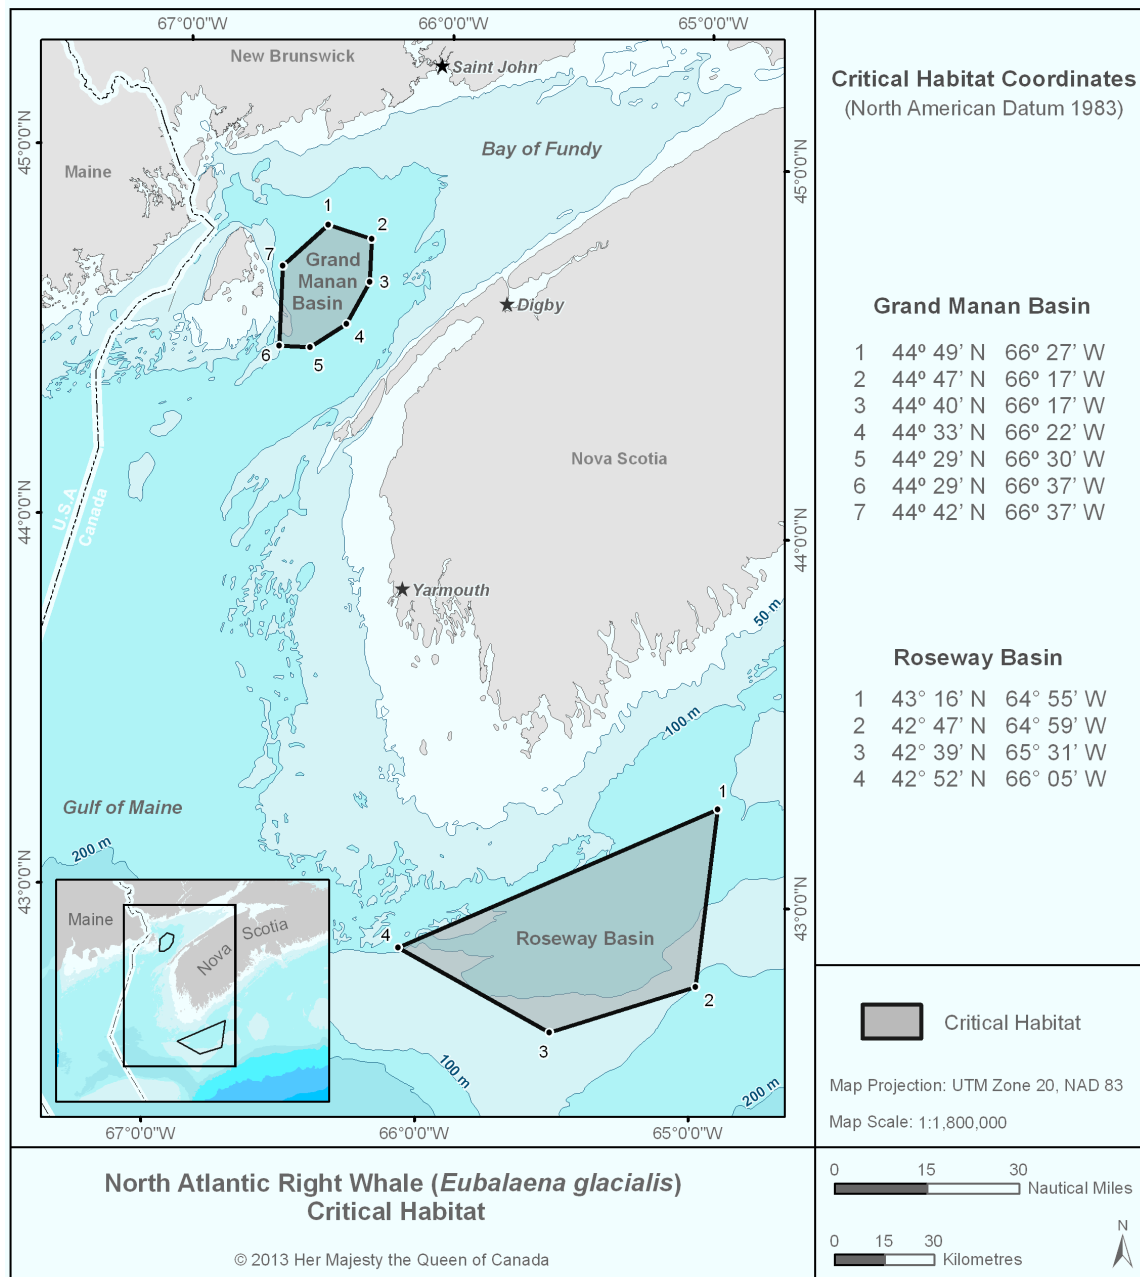 67°0'0"W 66°0'0"W 65°0'0"W
New Brunswick
Saint John
45°0'0"N
Bay of Fundy
Maine
45°0'0"N
1
2
7
Grand
Manan
Basin
3
4
5
6
Digby
Nova Scotia
44°0'0"N
U.S.A
Canada
44°0'0"N
Yarmouth
50 m
100 m
Gulf of Maine
200 m
43°0'0"N
43°0'0"N
1
4
Roseway Basin
2
3
100 m
200 m
Maine
Nova Scotia
67°0'0"W 66°0'0"W 65°0'0"W
Critical Habitat Coordinates
(North American Datum 1983)
Grand Manan Basin
1 44º 49’ N 66º 27’ W
2 44º 47’ N 66º 17’ W
3 44º 40’ N 66º 17’ W
4 44º 33’ N 66º 22’ W
5 44º 29’ N 66º 30’ W
6 44º 29’ N 66º 37’ W
7 44º 42’ N 66º 37’ W
Roseway Basin
1 43° 16’ N 64° 55’ W
2 42° 47’ N 64° 59’ W
3 42° 39’ N 65° 31’ W
4 42° 52’ N 66° 05’ W
Critical Habitat
Map Projection: UTM Zone 20, NAD 83
Map Scale: 1:1,800,000
0 15 30
Nautical Miles
0 15 30
Kilometres
N
North Atlantic Right Whale (Eubalaena glacialis)
Critical Habitat
© 2013 Her Majesty the Queen of Canada